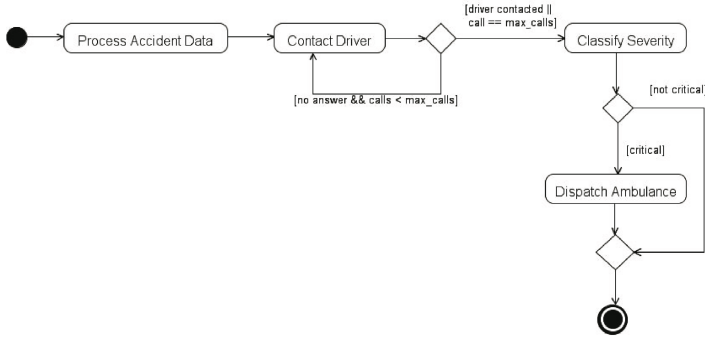 [driver contacted ||
call == max_calls]
Process Accident Data
Contact Driver
Classify Severity
[no answer && calls < max_calls]
[not critical]
[critical]
Dispatch Ambulance